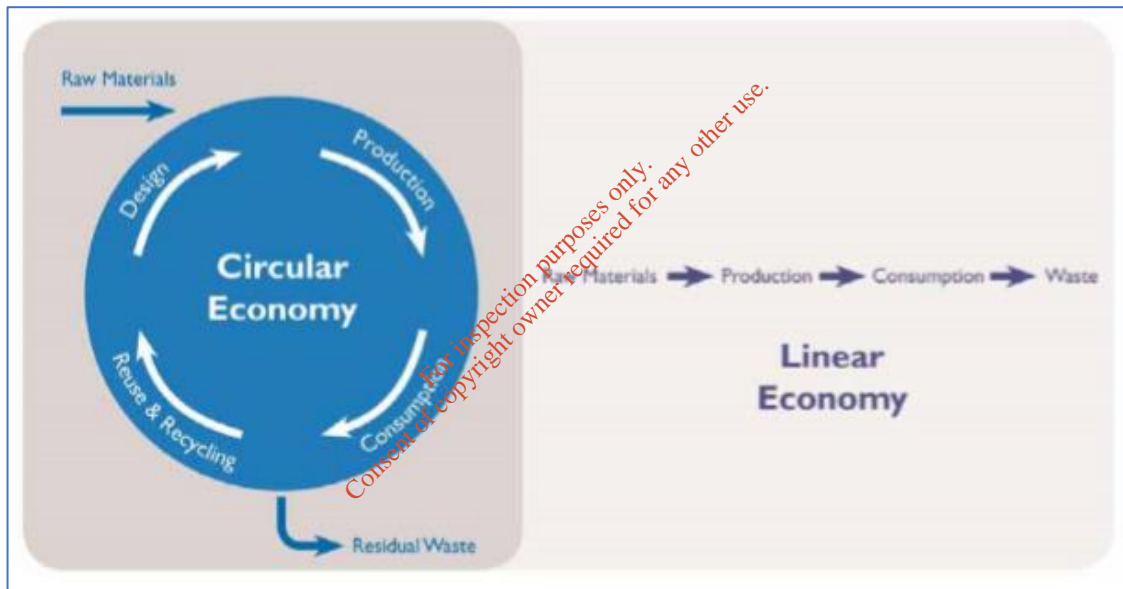 Raw Materials
Design
Production
Circular
Economy
Reuse & Recycling
Consumption
Residual Waste
Raw Materials
Production
Consumption
Waste
Linear
Economy
For inspection purposes only.
Consent of copyright owner required for any other use.